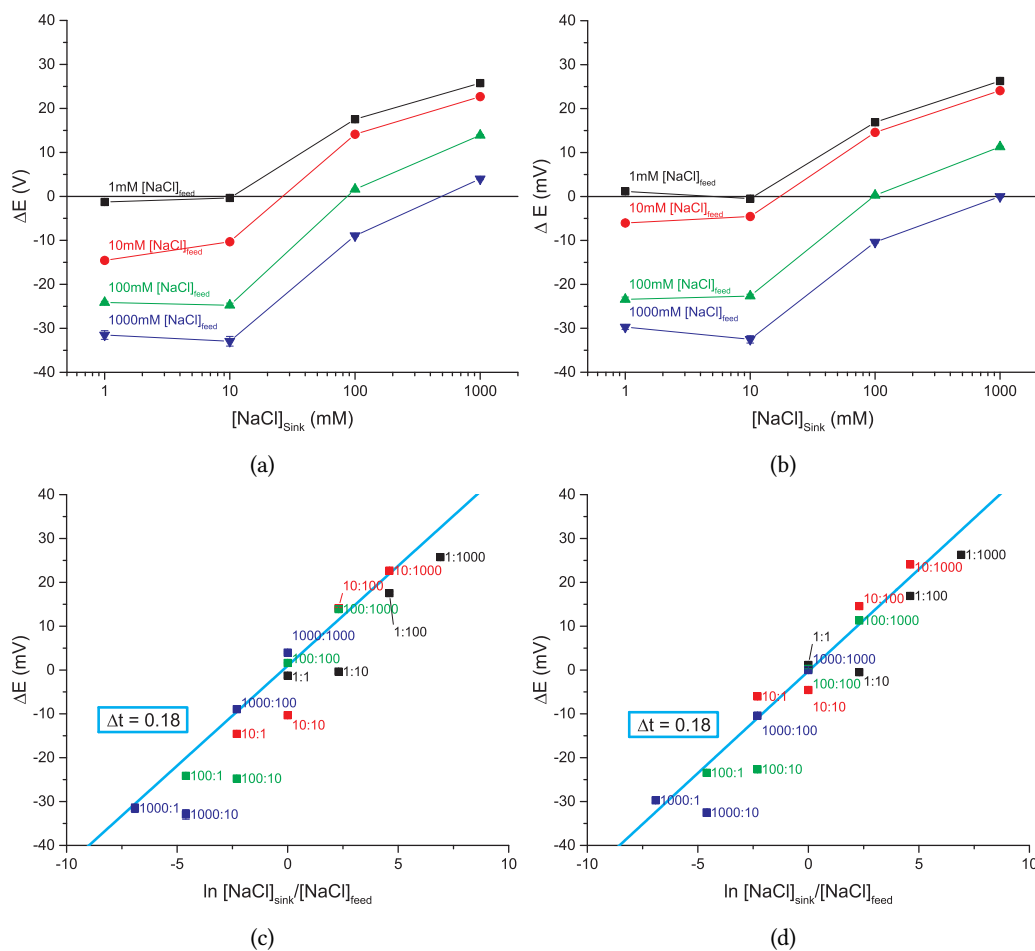 40
30
20
10
0
-10
-20
-30
-40
ΔE (V)
1mM [NaCl]feed
10mM [NaCl]feed
100mM [NaCl]feed
1000mM [NaCl]feed
1 10 100 1000
[NaCl]Sink (mM)
(a)
40
30
20
10
0
-10
-20
-30
-40
Δ E (mV)
1mM [NaCl]feed
10mM [NaCl]feed
100mM [NaCl]feed
1000mM [NaCl]feed
1 10 100 1000
[NaCl]Sink (mM)
(b)
40
30
20
10
0
-10
-20
-30
-40
ΔE (mV)
1:1000
10:1000
10:100
100:1000
1:100
1000:1000
100:100
1:1
1:10
1000:100
Δt = 0.18
10:10
10:1
100:1
100:10
1000:1
1000:10
-10 -5 0 5 10
ln [NaCl]sink/[NaCl]feed
(c)
40
30
20
10
0
-10
-20
-30
-40
ΔE (mV)
1:1000
10:1000
10:100
1:100
100:1000
1:1
1000:1000
1:10
100:100
10:1
10:10
Δt = 0.18
1000:100
100:1
100:10
1000:1
1000:10
-10 -5 0 5 10
ln [NaCl]sink/[NaCl]feed
(d)